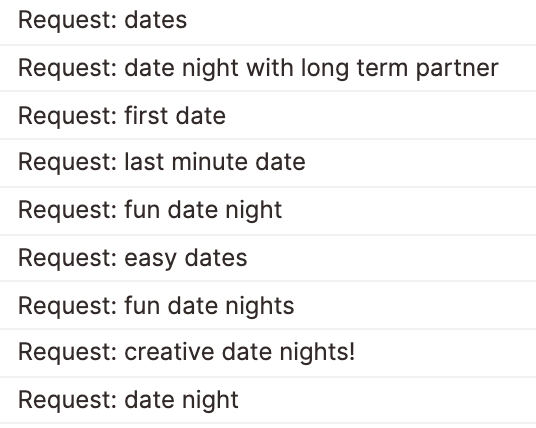 Request: dates
Request: date night with long term partner
Request: first date
Request: last minute date
Request: fun date night
Request: easy dates
Request: fun date nights
Request: creative date nights!
Request: date night